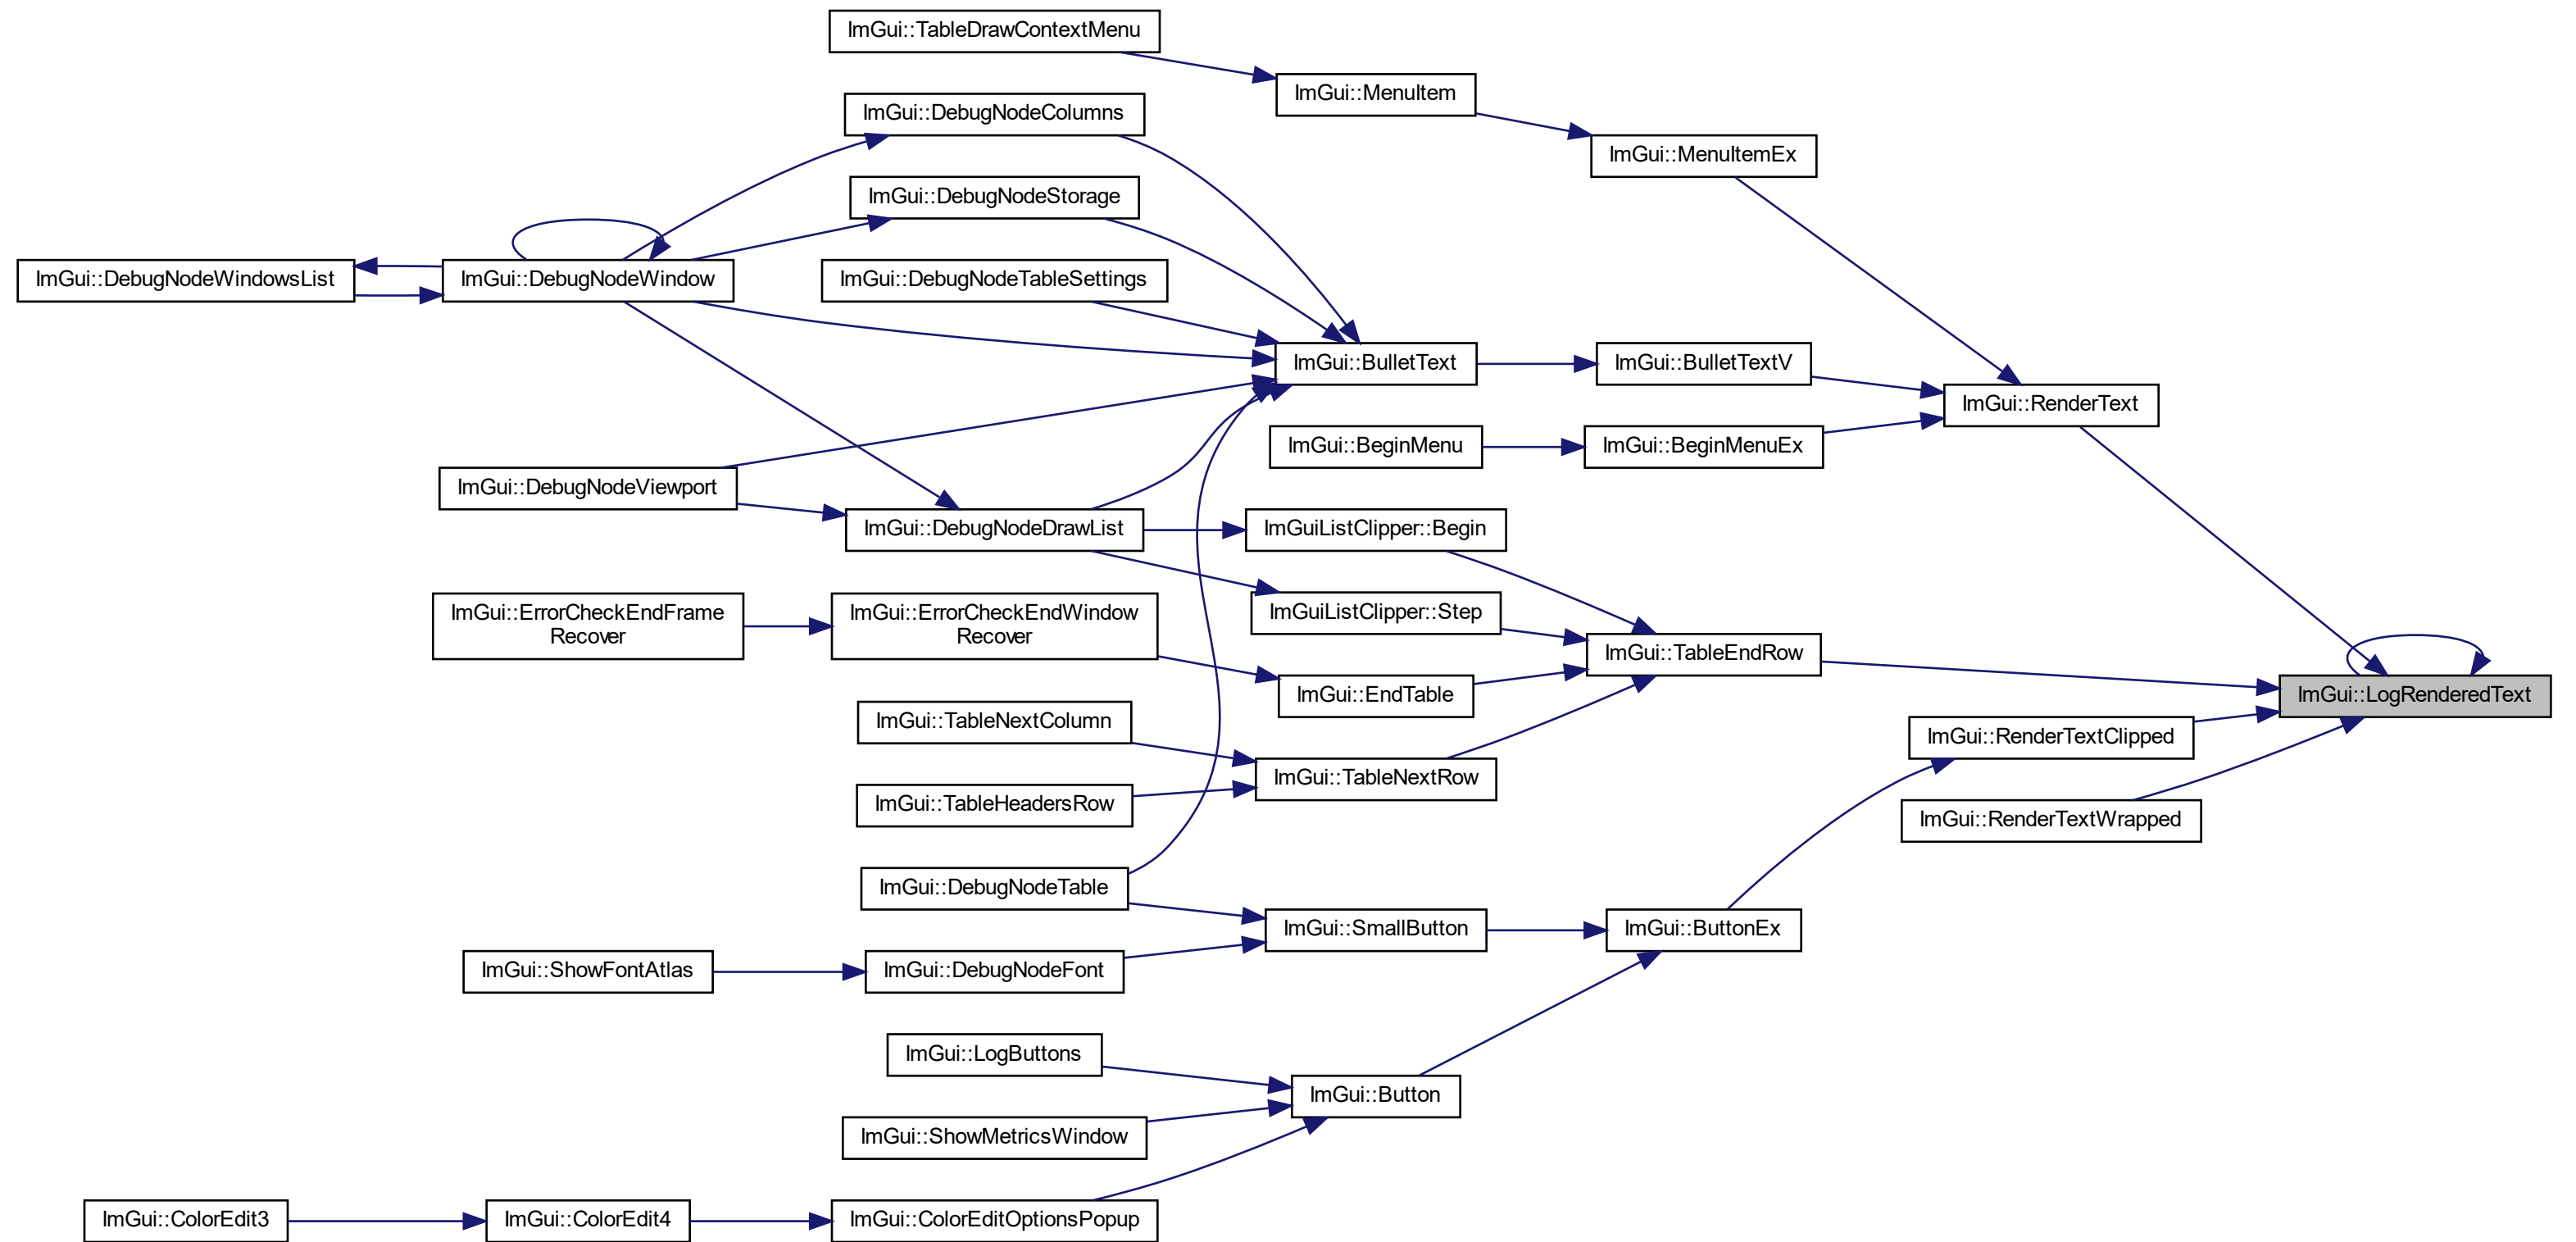 ImGui::TableDrawContextMenu
ImGui::MenuItem
ImGui::DebugNodeColumns
ImGui::MenuItemEx
ImGui::DebugNodeStorage
ImGui::DebugNodeWindowsList
ImGui::DebugNodeWindow
ImGui::DebugNodeTableSettings
ImGui::BulletText
ImGui::BulletTextV
ImGui::RenderText
ImGui::BeginMenu
ImGui::BeginMenuEx
ImGui::DebugNodeViewport
ImGui::DebugNodeDrawList
ImGuiListClipper::Begin
ImGui::ErrorCheckEndFrame
Recover
ImGui::ErrorCheckEndWindow
Recover
ImGuiListClipper::Step
ImGui::TableEndRow
ImGui::EndTable
ImGui::LogRenderedText
ImGui::TableNextColumn
ImGui::RenderTextClipped
ImGui::TableNextRow
ImGui::TableHeadersRow
ImGui::RenderTextWrapped
ImGui::DebugNodeTable
ImGui::SmallButton
ImGui::ButtonEx
ImGui::ShowFontAtlas
ImGui::DebugNodeFont
ImGui::LogButtons
ImGui::Button
ImGui::ShowMetricsWindow
ImGui::ColorEdit3
ImGui::ColorEdit4
ImGui::ColorEditOptionsPopup